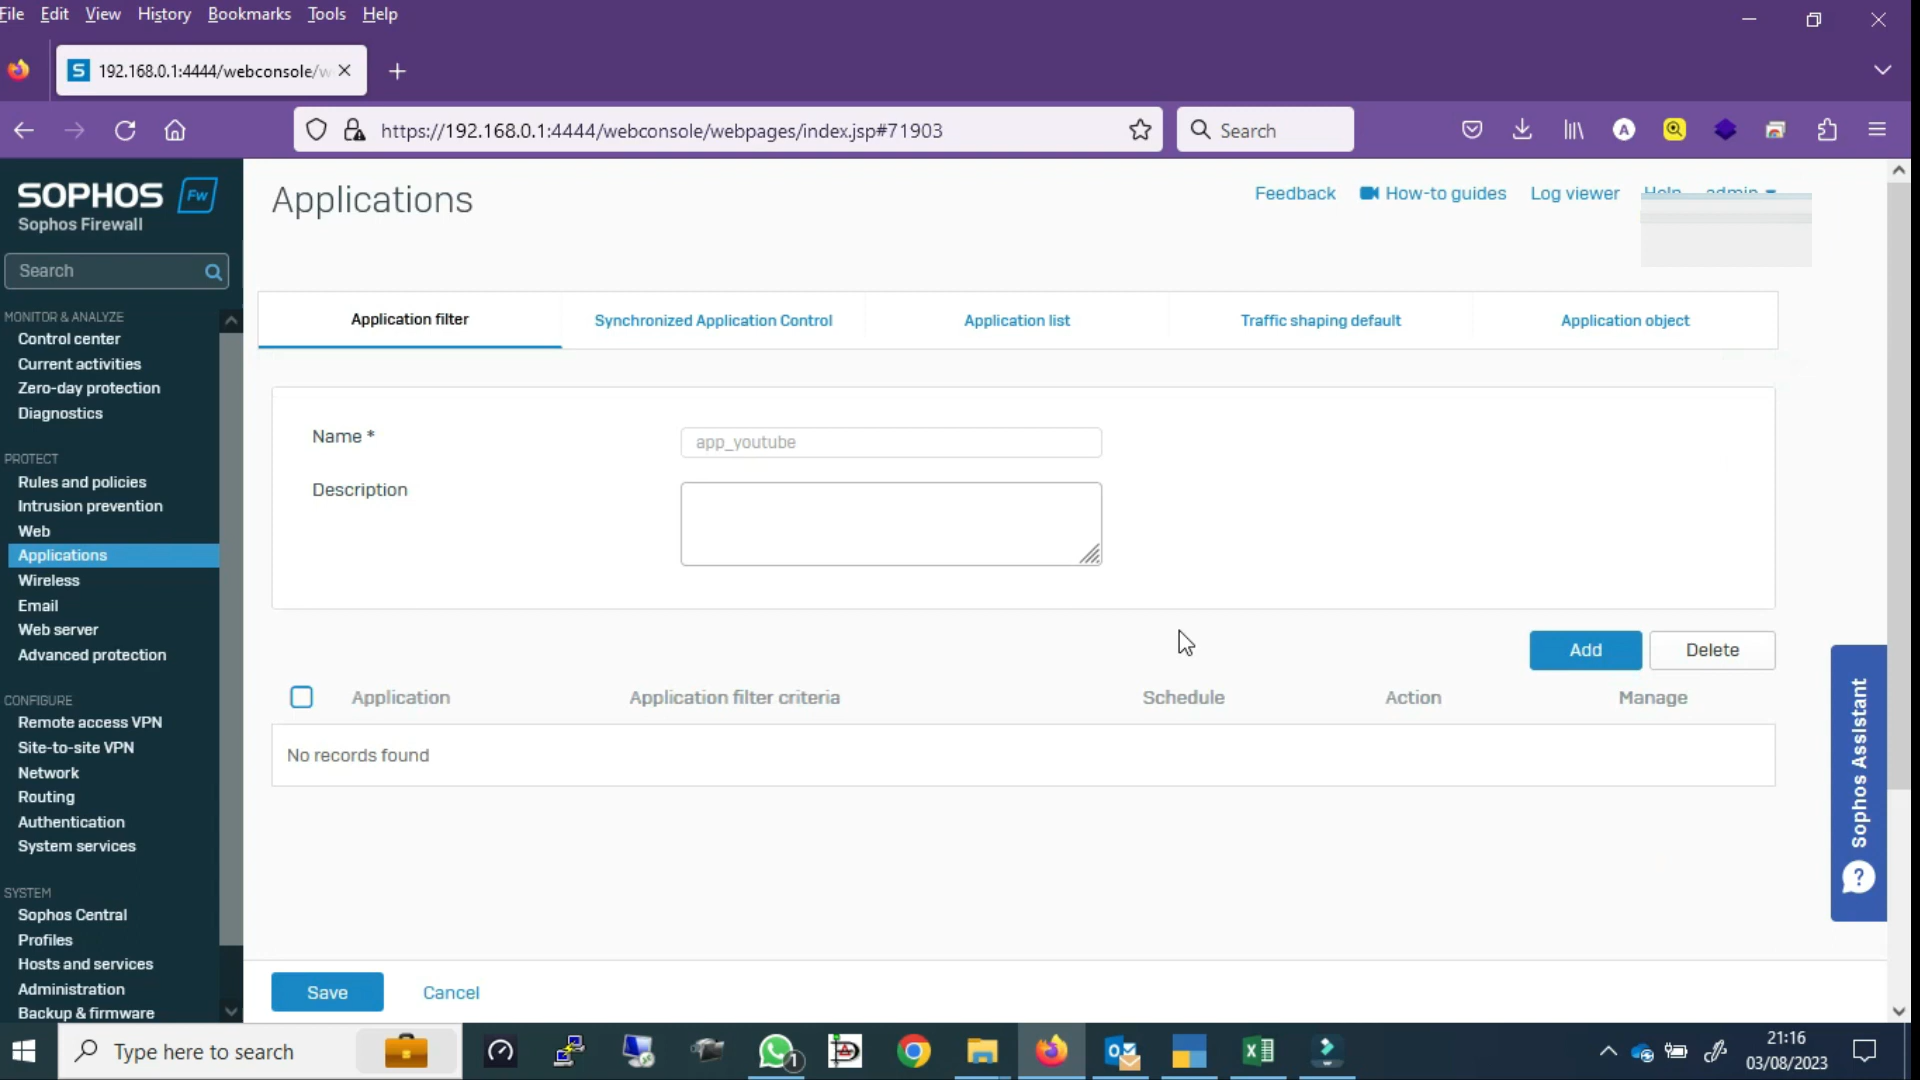 File Edit View History Bookmarks Tools Help
S 192.168.0.1:4444/webconsole/w
https://192.168.0.1:4444/webconsole/webpages/index.jsp#71903
Search
A
SOPHOS Fw
Sophos Firewall
Search
MONITOR & ANALYZE
Control center
Current activities
Zero-day protection
Diagnostics
PROTECT
Rules and policies
Intrusion prevention
Web
Applications
Wireless
Email
Web server
Advanced protection
CONFIGURE
Remote access VPN
Site-to-site VPN
Network
Routing
Authentication
System services
SYSTEM
Sophos Central
Profiles
Hosts and services
Administration
Backup & firmware
Applications
Feedback How-to guides Log viewer Help admin
Application filter Synchronized Application Control Application list Traffic shaping default Application object
Name * app_youtube
Description
Add Delete
Application Application filter criteria Schedule Action Manage
No records found
Sophos Assistant
?
Save Cancel
Type here to search
1
21:16
03/08/2023